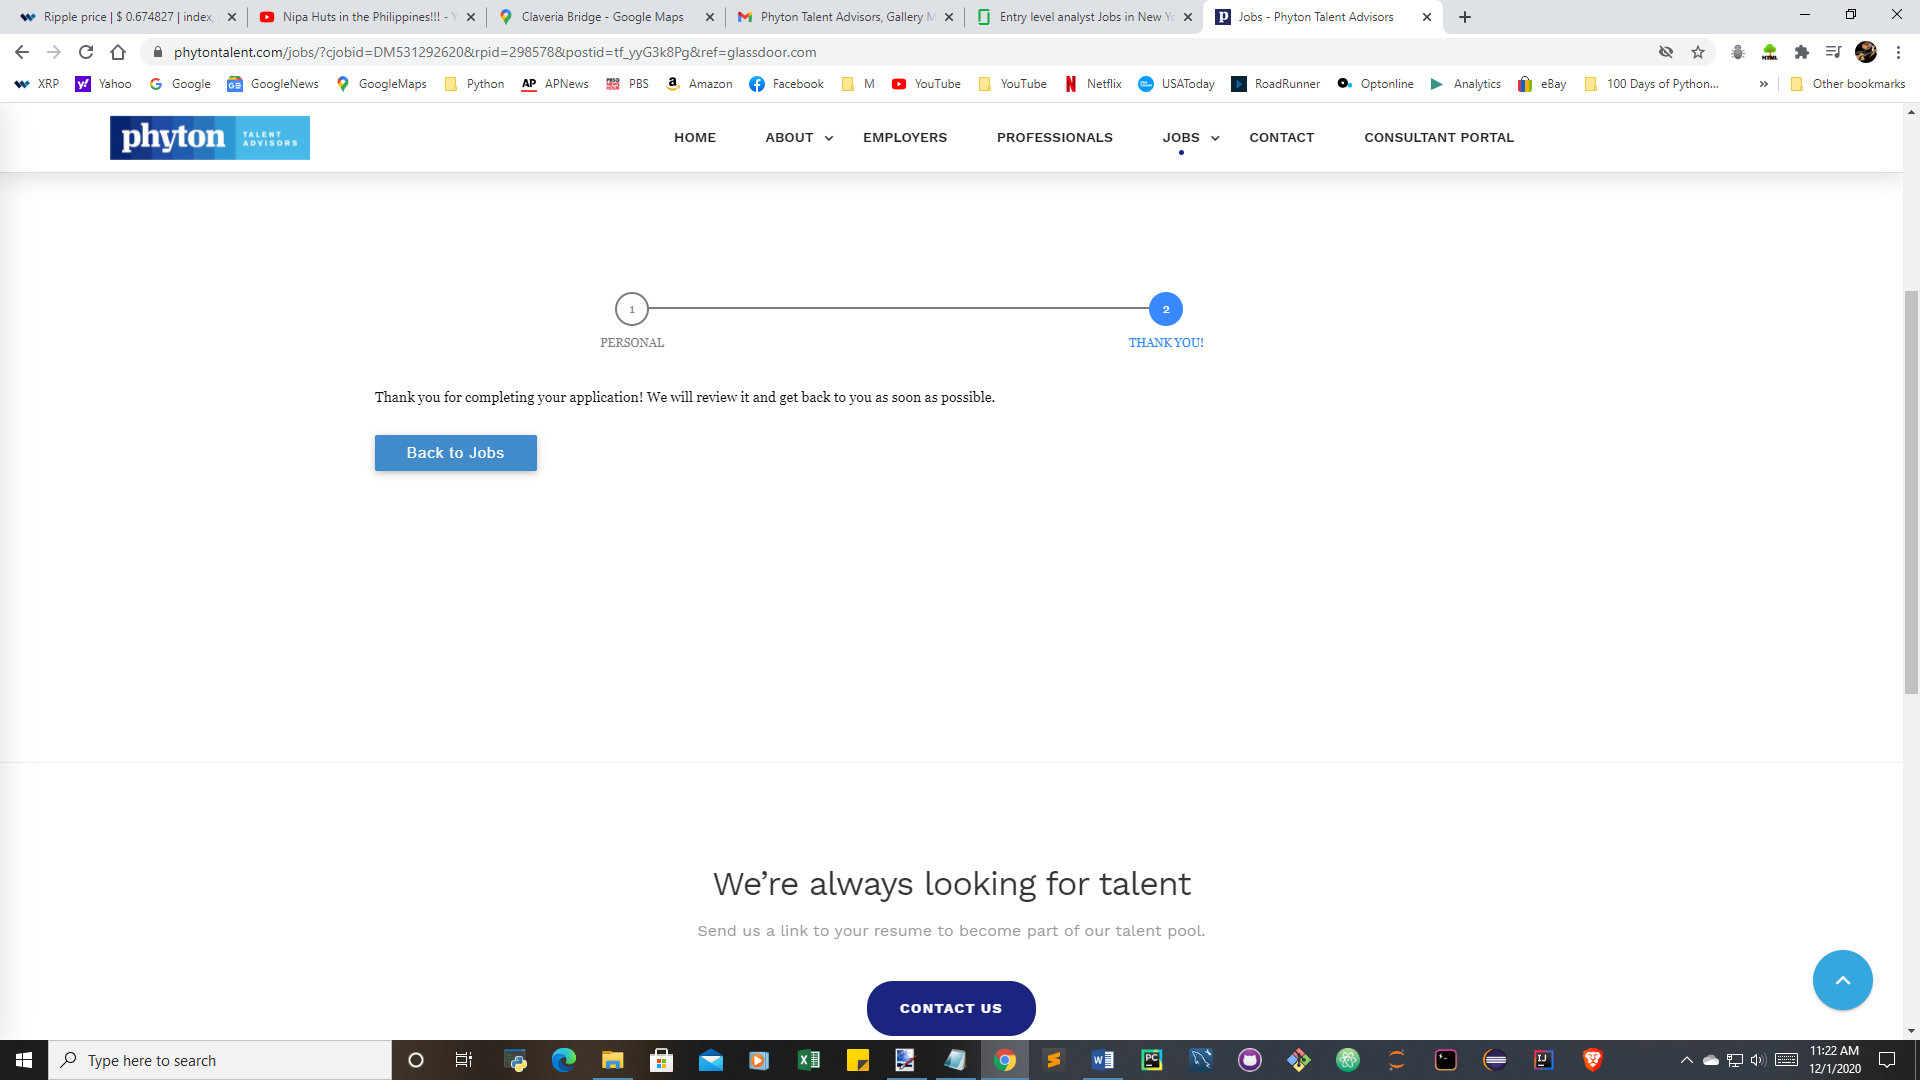 Ripple price | $ 0.674827 | index,
Nipa Huts in the Philippines!!! - Y
Claveria Bridge - Google Maps
Phyton Talent Advisors, Gallery M
Entry level analyst Jobs in New Yo
Jobs - Phyton Talent Advisors
phytontalent.com/jobs/?cjobid=DM531292620&rpid=298578&postid=tf_yyG3k8Pg&ref=glassdoor.com
XRP Yahoo Google GoogleNews GoogleMaps Python APNews PBS Amazon Facebook M YouTube YouTube Netflix USAToday RoadRunner Optonline Analytics eBay 100 Days of Python... » Other bookmarks
phyton TALENT ADVISORS
HOME ABOUT EMPLOYERS PROFESSIONALS JOBS CONTACT CONSULTANT PORTAL
1 2
PERSONAL THANK YOU!
Thank you for completing your application! We will review it and get back to you as soon as possible.
Back to Jobs
We’re always looking for talent
Send us a link to your resume to become part of our talent pool.
CONTACT US
Type here to search
11:22 AM
12/1/2020